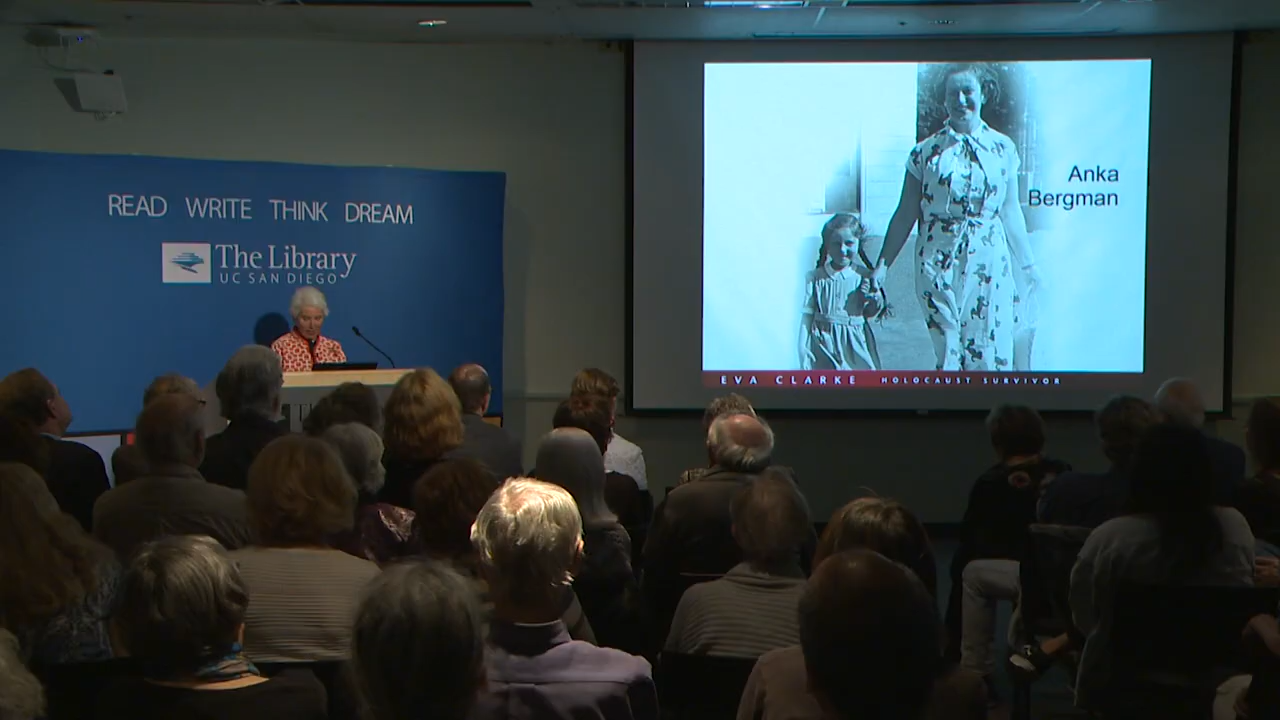 READ WRITE THINK DREAM
The Library
UC SAN DIEGO
Anka
Bergman
EVA CLARKE HOLOCAUST SURVIVOR